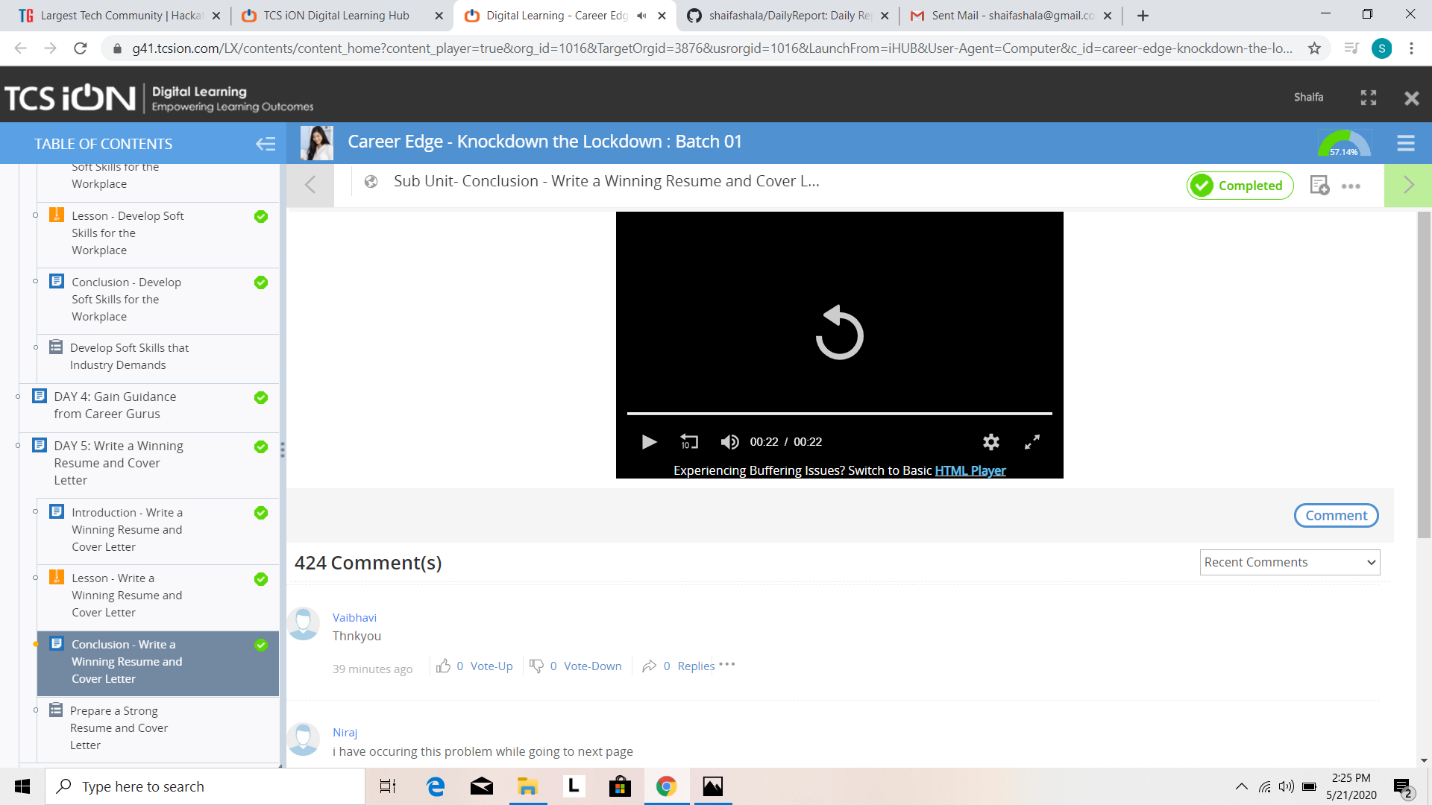 Largest Tech Community | Hackat
TCS iON Digital Learning Hub
Digital Learning - Career Edg
shaifashala/DailyReport: Daily Re
Sent Mail - shaifashala@gmail.co
g41.tcsion.com/LX/contents/content_home?content_player=true&org_id=1016&TargetOrgid=3876&usrorgid=1016&LaunchFrom=iHUB&User-Agent=Computer&c_id=career-edge-knockdown-the-lo...
S
TCS iON
Digital Learning
Empowering Learning Outcomes
Shaifa
TABLE OF CONTENTS
Career Edge - Knockdown the Lockdown : Batch 01
57.14%
Soft Skills for the
Workplace
Lesson - Develop Soft
Skills for the
Workplace
Conclusion - Develop
Soft Skills for the
Workplace
Develop Soft Skills that
Industry Demands
DAY 4: Gain Guidance
from Career Gurus
DAY 5: Write a Winning
Resume and Cover
Letter
Introduction - Write a
Winning Resume and
Cover Letter
Lesson - Write a
Winning Resume and
Cover Letter
Conclusion - Write a
Winning Resume and
Cover Letter
Prepare a Strong
Resume and Cover
Letter
Sub Unit- Conclusion - Write a Winning Resume and Cover L...
Completed
10
00:22 / 00:22
Experiencing Buffering Issues? Switch to Basic HTML Player
Comment
424 Comment(s)
Recent Comments
Vaibhavi
Thnkyou
39 minutes ago
0 Vote-Up
0 Vote-Down
0 Replies
Niraj
i have occuring this problem while going to next page
Type here to search
L
2:25 PM
5/21/2020
2